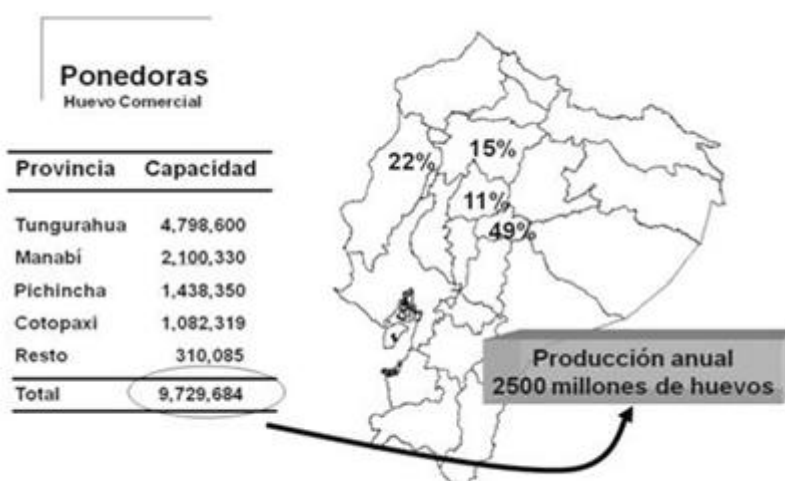 Ponedoras
Huevo Comercial
Provincia Capacidad
Tungurahua 4,798,600
Manabí 2,100,330
Pichincha 1,438,350
Cotopaxi 1,082,319
Resto 310,085
Total 9,729,684
22%
15%
11%
49%
Producción anual
2500 millones de huevos